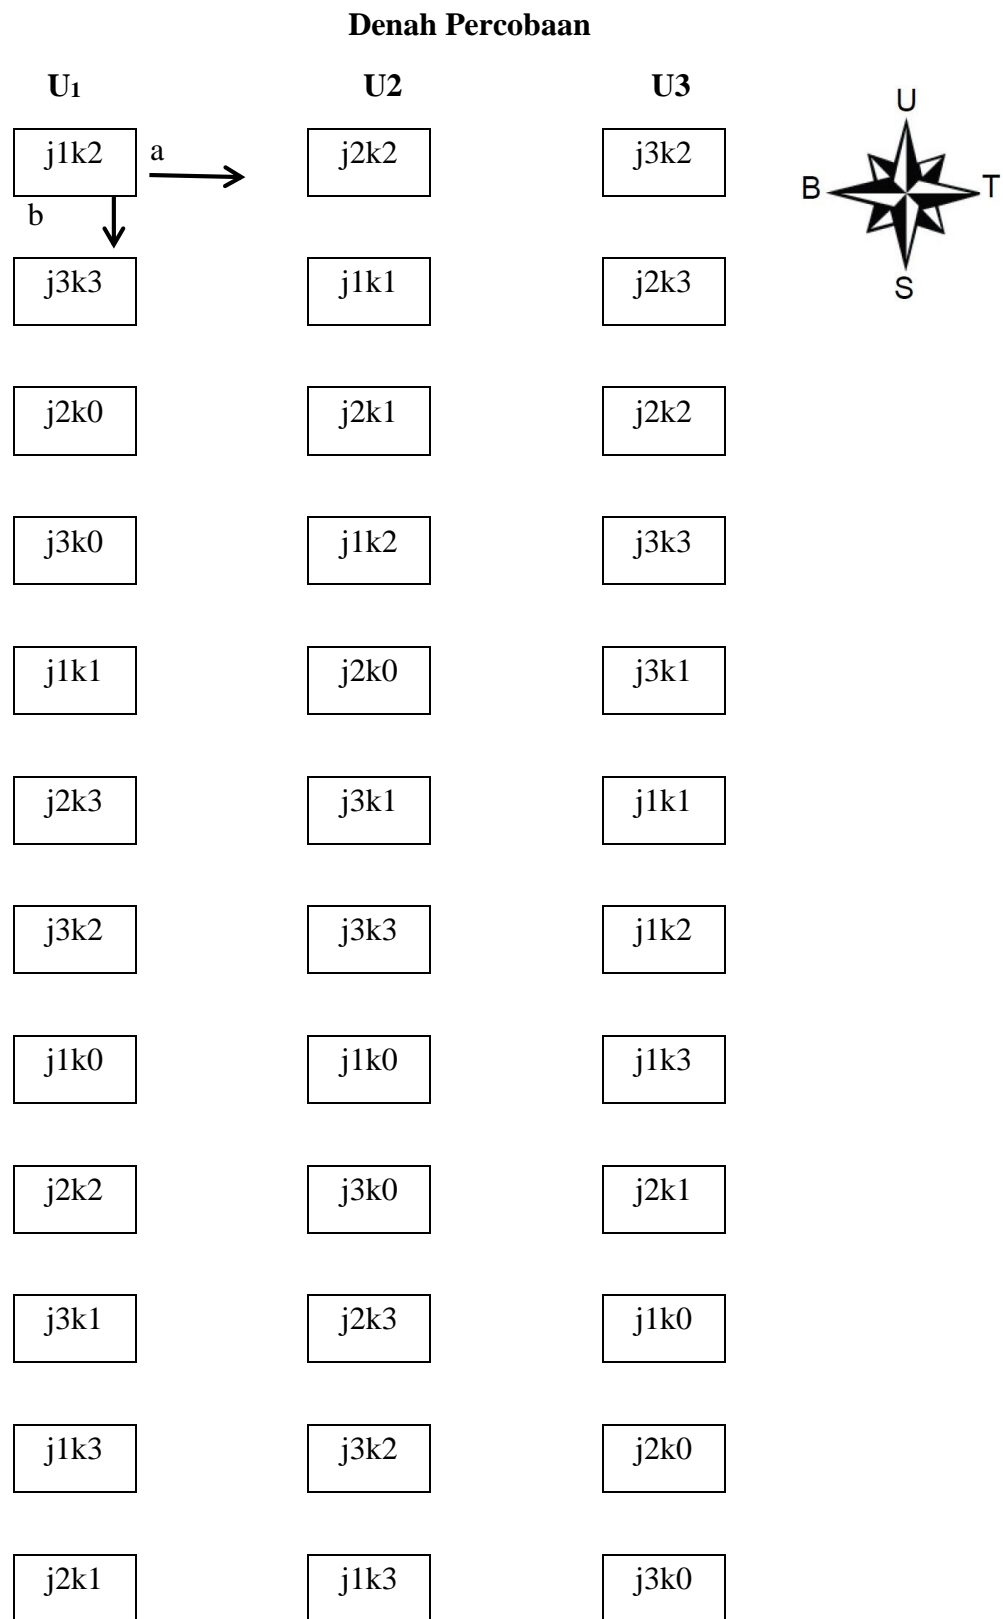 Denah Percobaan
U1 U2 U3
U
j1k2 a j2k2 j3k2
B T
b
j3k3 j1k1 j2k3
S
j2k0 j2k1 j2k2
j3k0 j1k2 j3k3
j1k1 j2k0 j3k1
j2k3 j3k1 j1k1
j3k2 j3k3 j1k2
j1k0 j1k0 j1k3
j2k2 j3k0 j2k1
j3k1 j2k3 j1k0
j1k3 j3k2 j2k0
j2k1 j1k3 j3k0